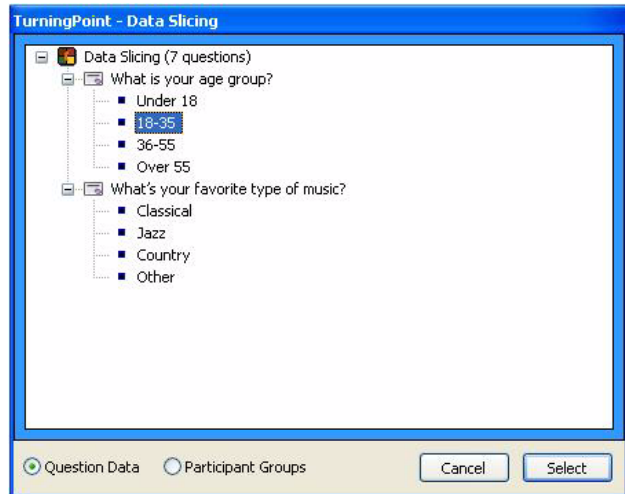 TurningPoint - Data Slicing
Data Slicing (7 questions)
What is your age group?
Under 18
18-35
36-55
Over 55
What's your favorite type of music?
Classical
Jazz
Country
Other
Question Data Participant Groups Cancel Select